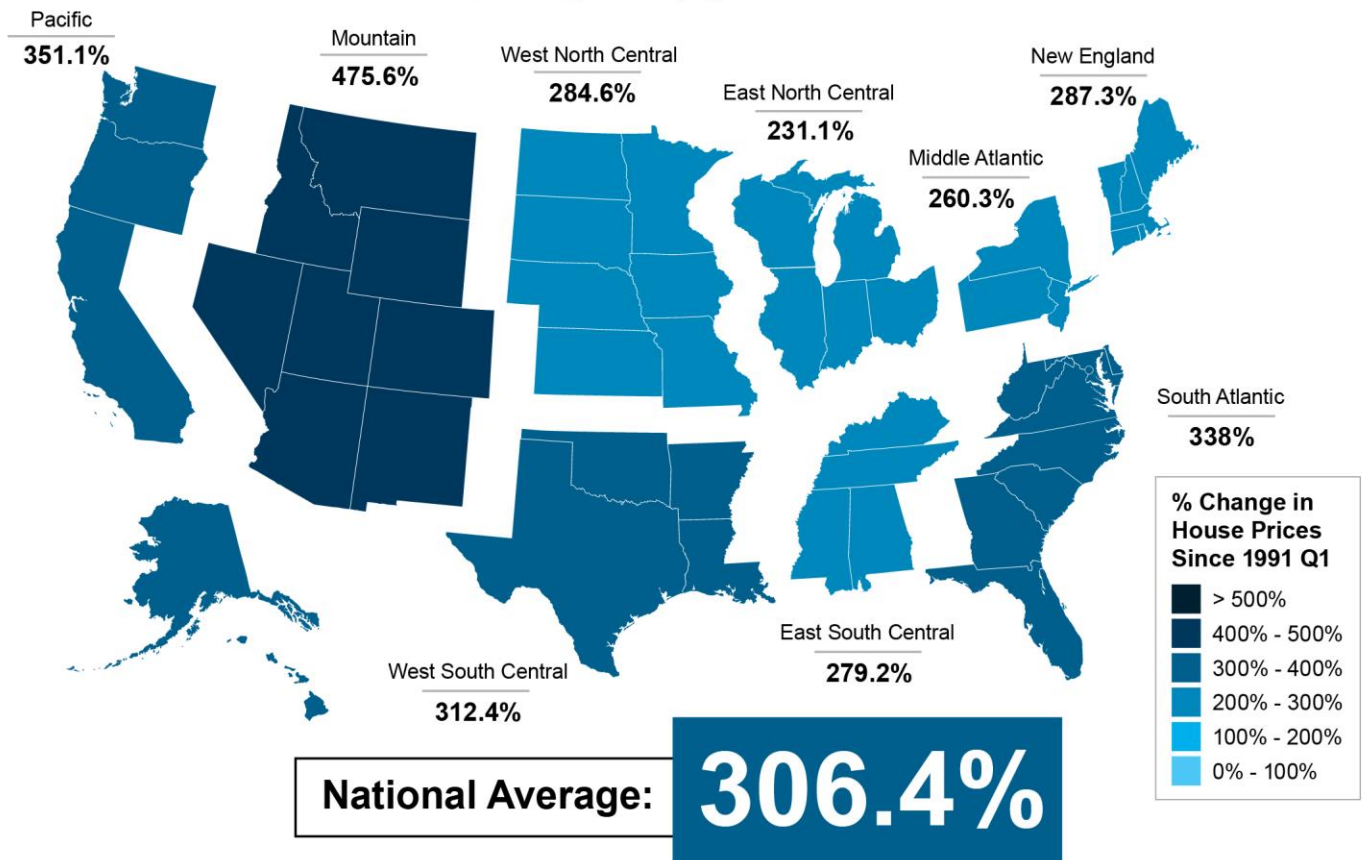 Pacific
351.1%
Mountain
475.6%
West North Central
284.6%
East North Central
231.1%
New England
287.3%
Middle Atlantic
260.3%
South Atlantic
338%
% Change in
House Prices
Since 1991 Q1
> 500%
400% - 500%
300% - 400%
200% - 300%
100% - 200%
0% - 100%
East South Central
279.2%
West South Central
312.4%
National Average:
306.4%